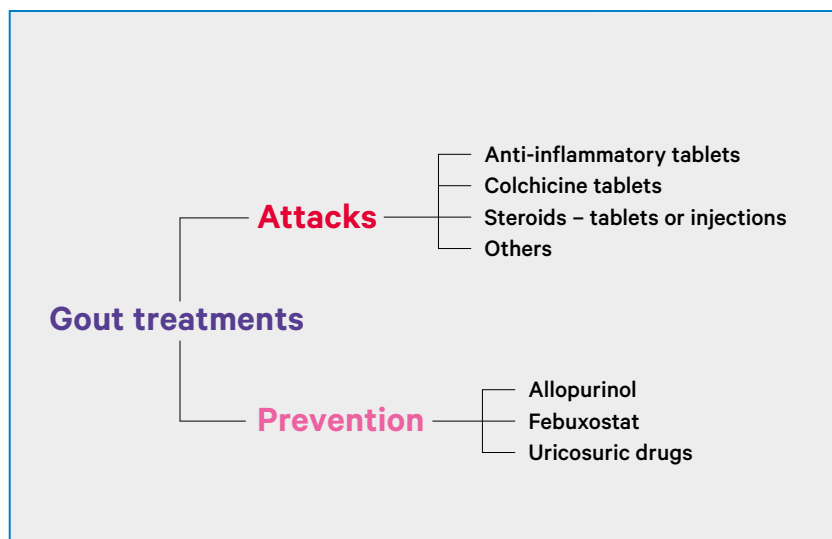 Gout treatments
Attacks
Anti-inflammatory tablets
Colchicine tablets
Steroids – tablets or injections
Others
Prevention
Allopurinol
Febuxostat
Uricosuric drugs